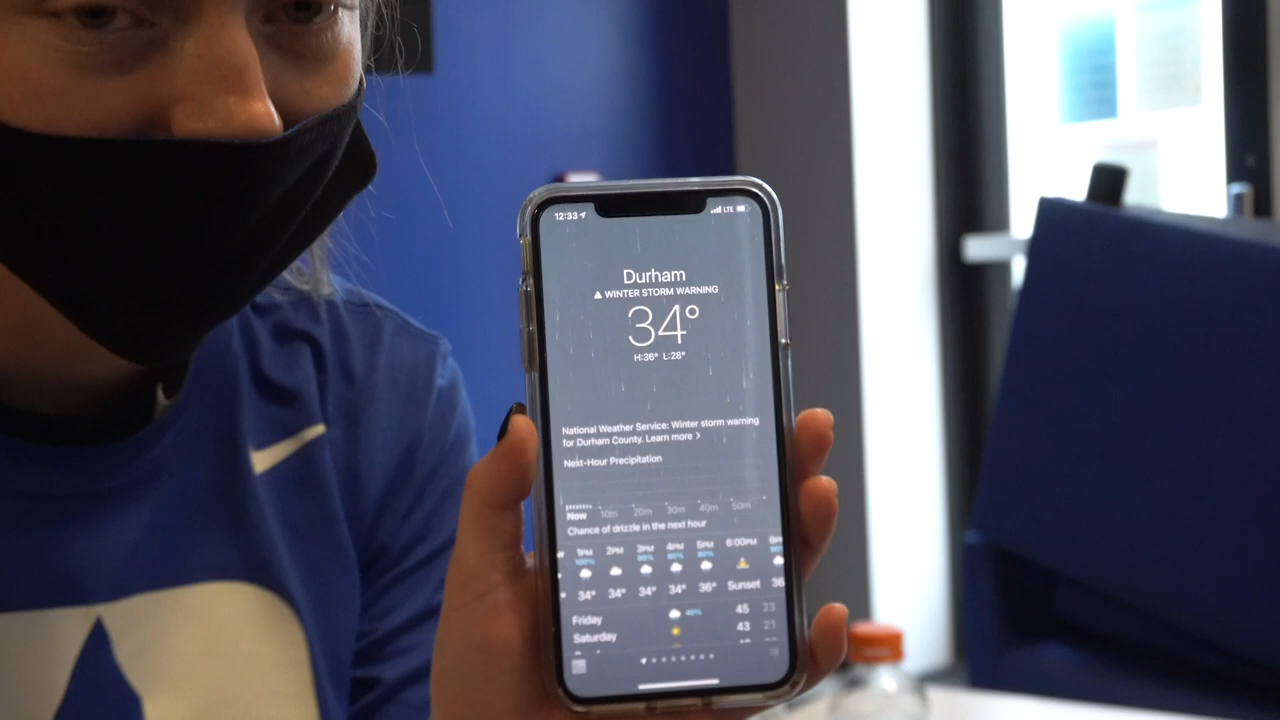 12:33
LTE
Durham
WINTER STORM WARNING
34°
H:36° L:28°
National Weather Service: Winter storm warning
for Durham County. Learn more >
Next-Hour Precipitation
Now 10m 20m 30m 40m 50m
Chance of drizzle in the next hour
1PM 2PM 3PM 4PM 5PM 6:00PM
100%
34° 34° 34° 34° 36° Sunset 36
Friday 45 23
Saturday 43 21